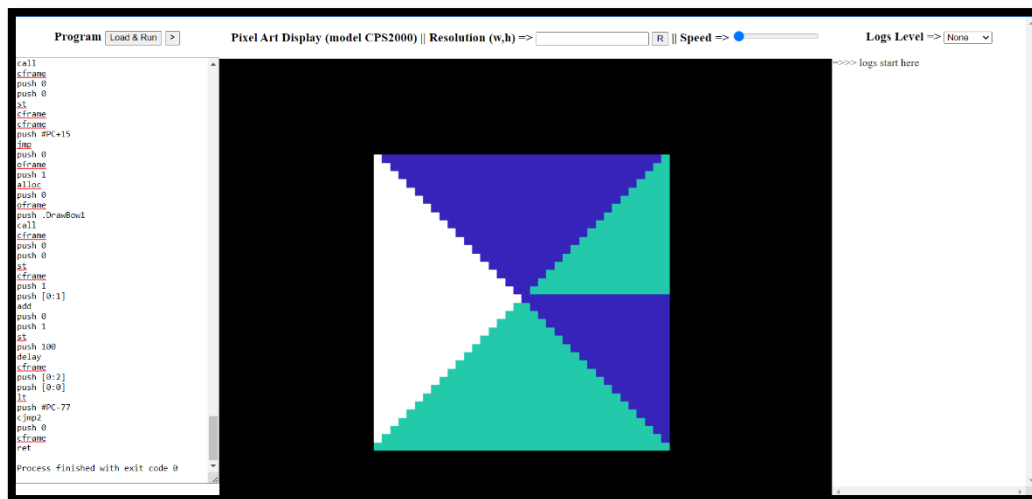 Program Load & Run > Pixel Art Display (model CPS2000) || Resolution (w,h) => R || Speed => Logs Level => None
call
cframe
push 0
push 0
st
cframe
cframe
push #PC+15
jmp
push 0
oframe
push 1
alloc
push 0
oframe
push .DrawBow1
call
cframe
push 0
push 0
st
cframe
push 1
push [0:1]
add
push 0
push 1
st
push 100
delay
cframe
push [0:2]
push [0:0]
lt
push #PC-77
cjmp2
push 0
cframe
ret
Process finished with exit code 0
=>>> logs start here